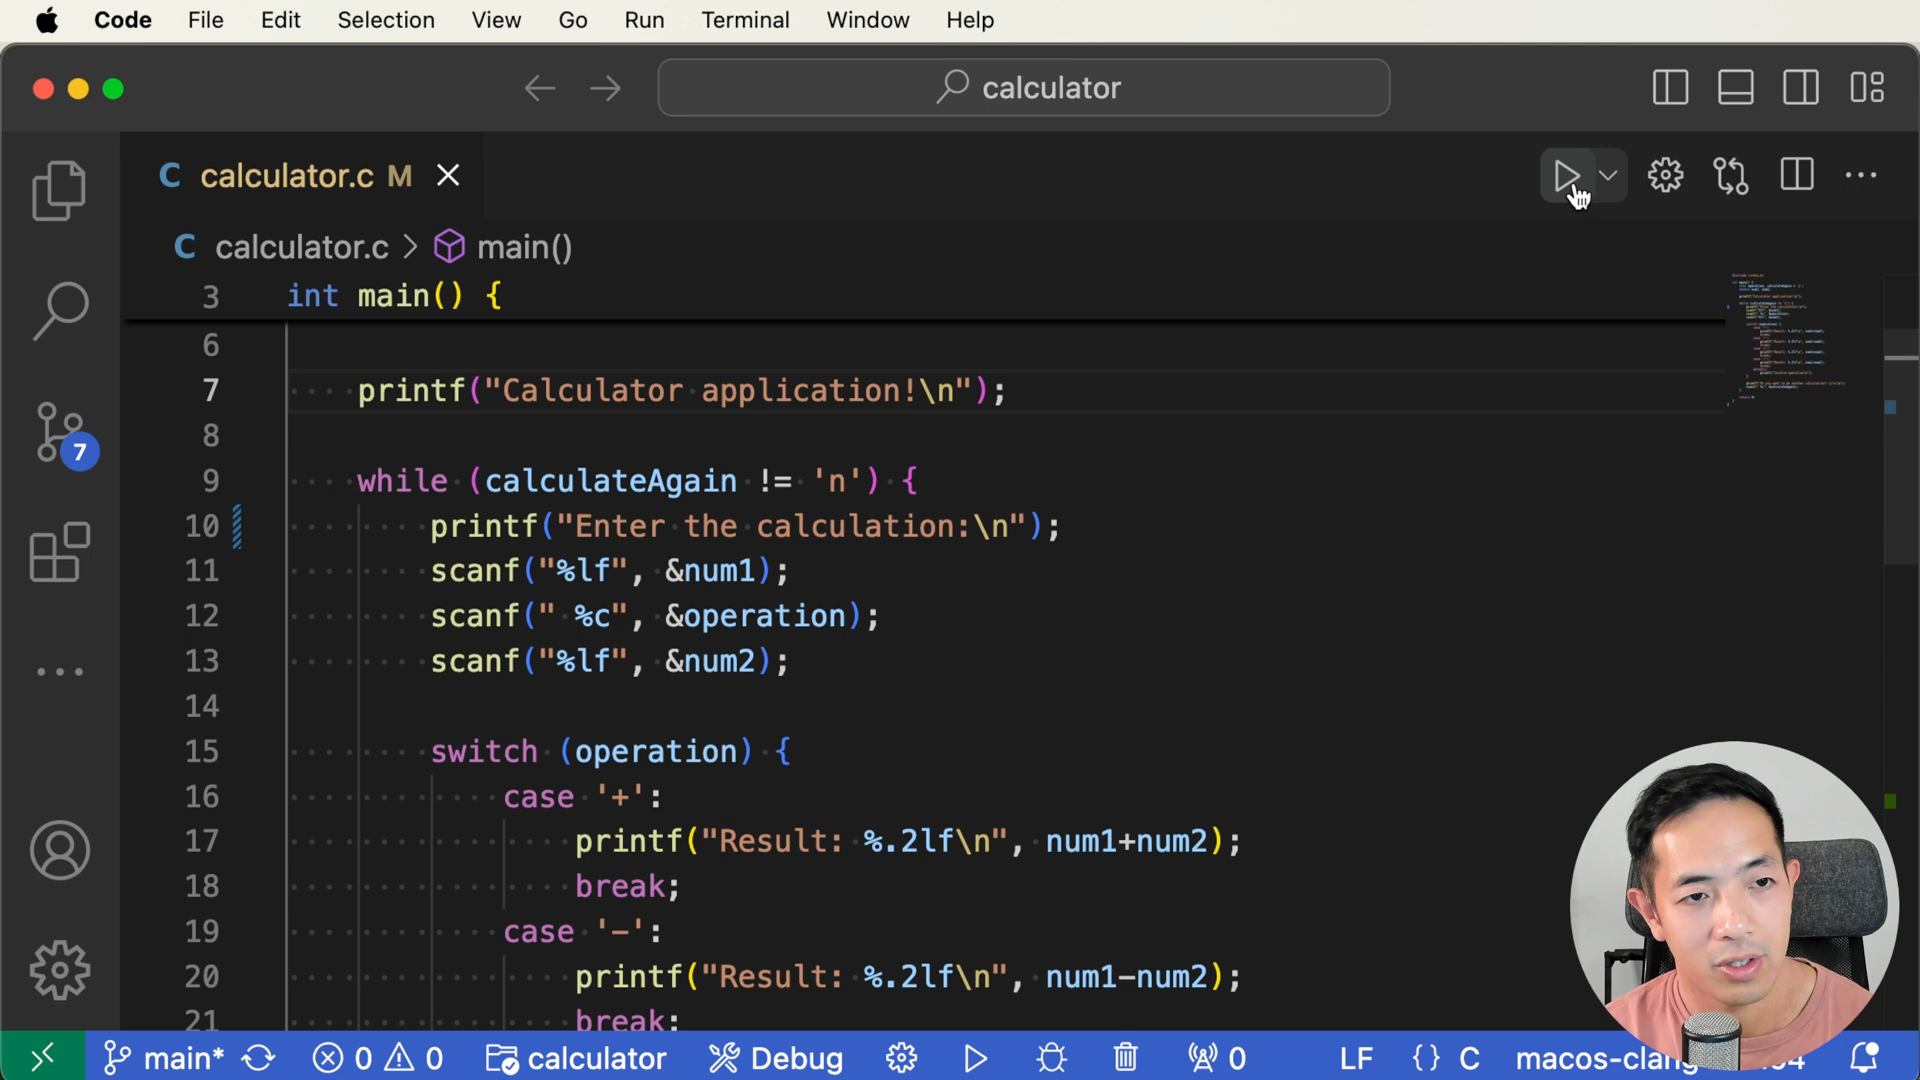 Code File Edit Selection View Go Run Terminal Window Help
calculator
C calculator.c M
C calculator.c > main()
3 int main() {
6
7 printf("Calculator application!\n");
8
9 while (calculateAgain != 'n') {
10 printf("Enter the calculation:\n");
11 scanf("%lf", &num1);
12 scanf(" %c", &operation);
13 scanf("%lf", &num2);
14
15 switch (operation) {
16 case '+':
17 printf("Result: %.2lf\n", num1+num2);
18 break;
19 case '-':
20 printf("Result: %.2lf\n", num1-num2);
21 break;
7
main* 0 0 calculator Debug 0 LF {} C